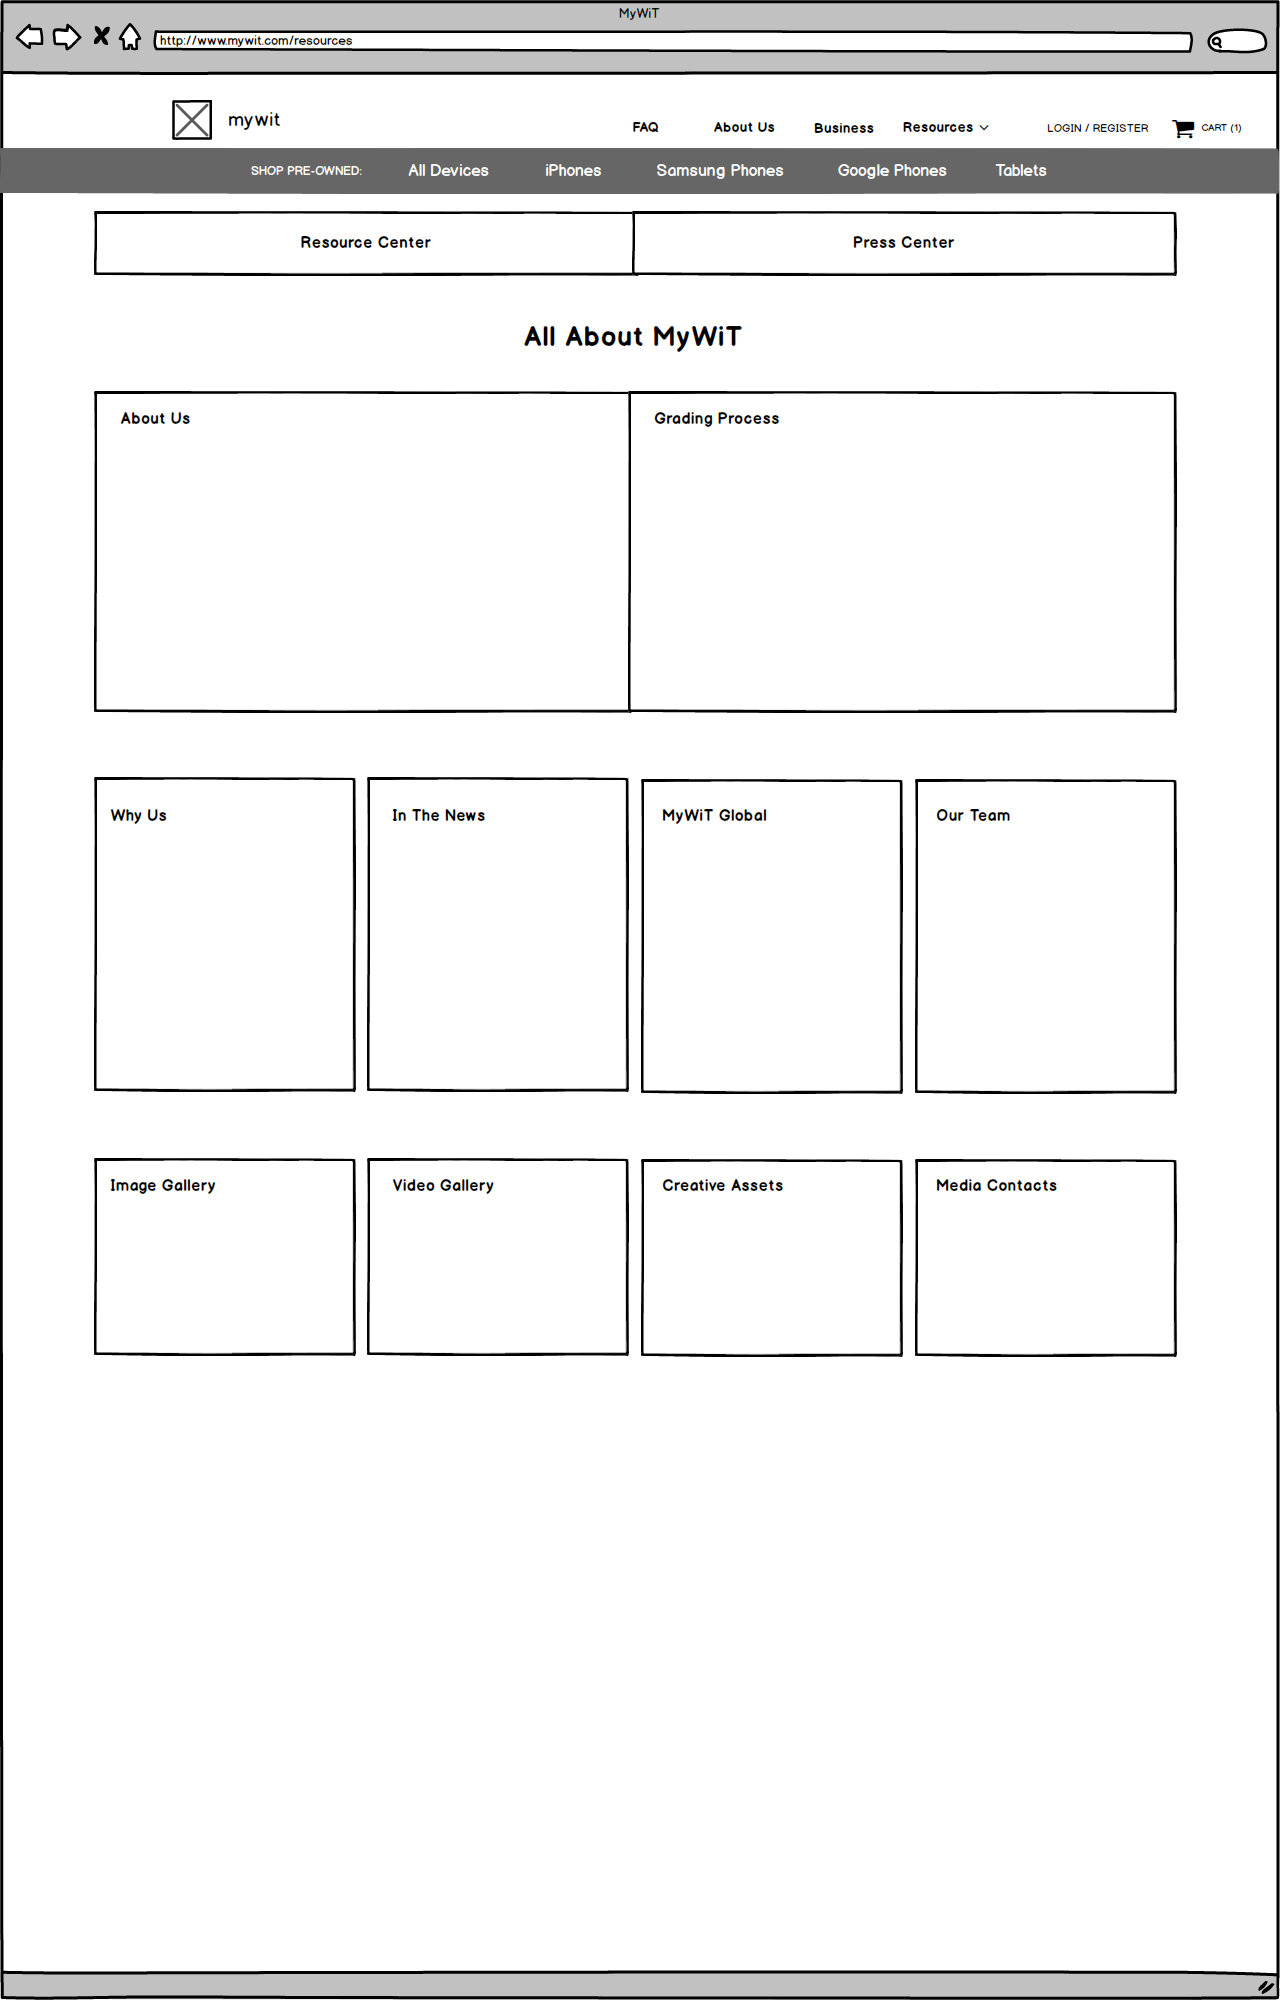 MyWiT
http://www.mywit.com/resources
mywit
FAQ About Us Business Resources LOGIN / REGISTER CART (1)
SHOP PRE-OWNED: All Devices iPhones Samsung Phones Google Phones Tablets
Resource Center Press Center
All About MyWiT
About Us Grading Process
Why Us In The News MyWiT Global Our Team
Image Gallery Video Gallery Creative Assets Media Contacts